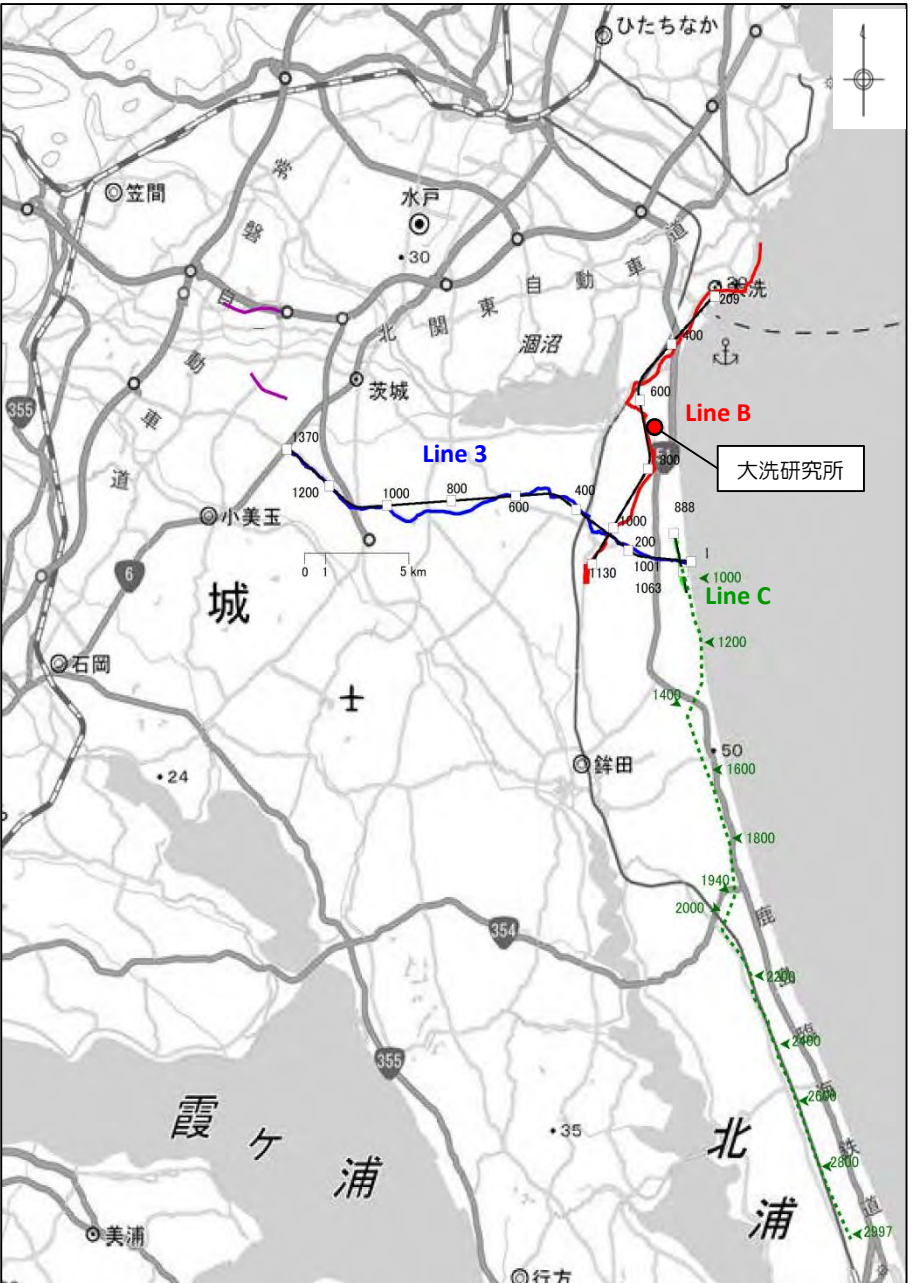 ひたちなか
笠間
常磐自動車道
水戸
・30
209
大洗
北関東自動車道
涸沼
400
茨城
600
355
Line B
800
大洗研究所
1370
Line 3
1200
1000
800
600
400
888
小美玉
1000
200
1
1001
1130
1063
1000
Line C
0 1 5 km
6
城
1200
石岡
1400
・50
鉾田
1600
・24
1800
1940
2000
鹿島臨海鉄道
354
2200
2400
355
2600
霞ヶ浦
・35
北浦
2800
美浦
2997
行方